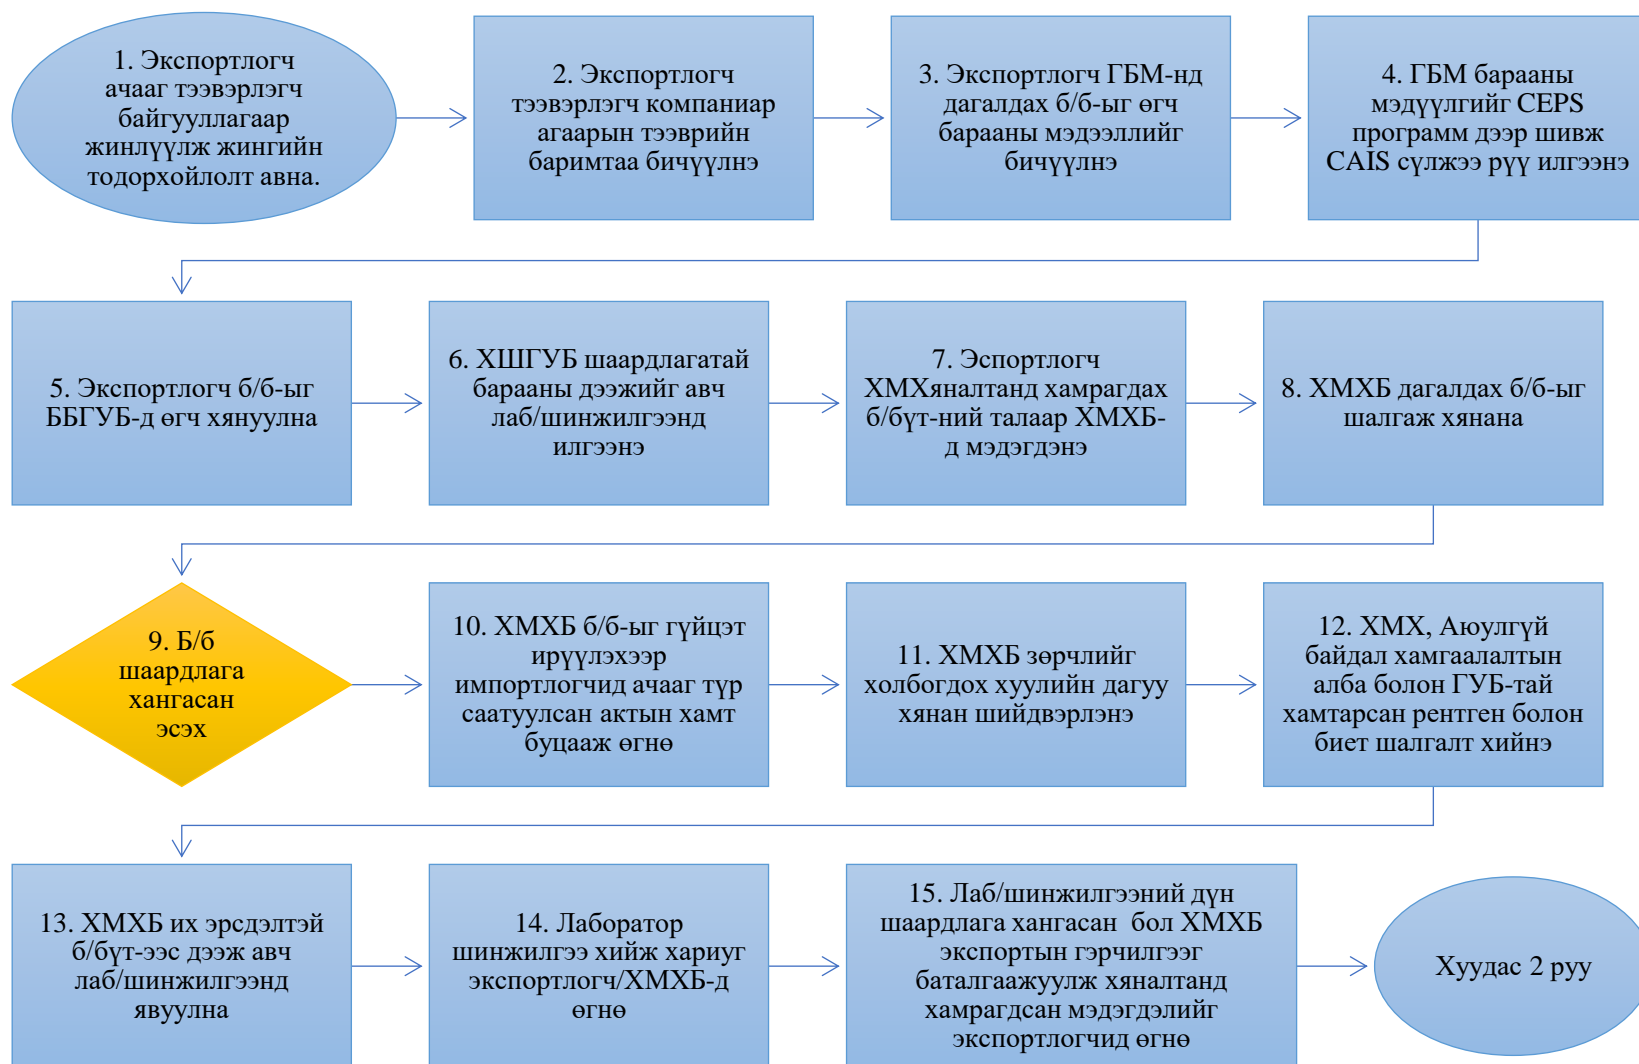 1. Экспортлогч
ачааг тээвэрлэгч
байгууллагаар
жинлүүлж жингийн
тодорхойлолт авна.
2. Экспортлогч
тээвэрлэгч компаниар
агаарын тээврийн
баримтаа бичүүлнэ
3. Экспортлогч ГБМ-нд
дагалдах б/б-ыг өгч
барааны мэдээллийг
бичүүлнэ
4. ГБМ барааны
мэдүүлгийг CEPS
программ дээр шивж
CAIS сүлжээ рүү илгээнэ
5. Экспортлогч б/б-ыг
ББГУБ-д өгч хянуулна
6. ХШГУБ шаардлагатай
барааны дээжийг авч
лаб/шинжилгээнд
илгээнэ
7. Эспортлогч
ХМХяналтанд хамрагдах
б/бүт-ний талаар ХМХБ-
д мэдэгдэнэ
8. ХМХБ дагалдах б/б-ыг
шалгаж хянана
9. Б/б
шаардлага
хангасан
эсэх
10. ХМХБ б/б-ыг гүйцэт
ирүүлэхээр
импортлогчид ачааг түр
саатуулсан актын хамт
буцааж өгнө
11. ХМХБ зөрчлийг
холбогдох хуулийн дагуу
хянан шийдвэрлэнэ
12. ХМХ, Аюулгүй
байдал хамгаалалтын
алба болон ГУБ-тай
хамтарсан рентген болон
биет шалгалт хийнэ
13. ХМХБ их эрсдэлтэй
б/бүт-ээс дээж авч
лаб/шинжилгээнд
явуулна
14. Лаборатор
шинжилгээ хийж хариуг
экспортлогч/ХМХБ-д
өгнө
15. Лаб/шинжилгээний дүн
шаардлага хангасан  бол ХМХБ
экспортын гэрчилгээг
баталгаажуулж хяналтанд
хамрагдсан мэдэгдэлийг
экспортлогчид өгнө
Хуудас 2 руу